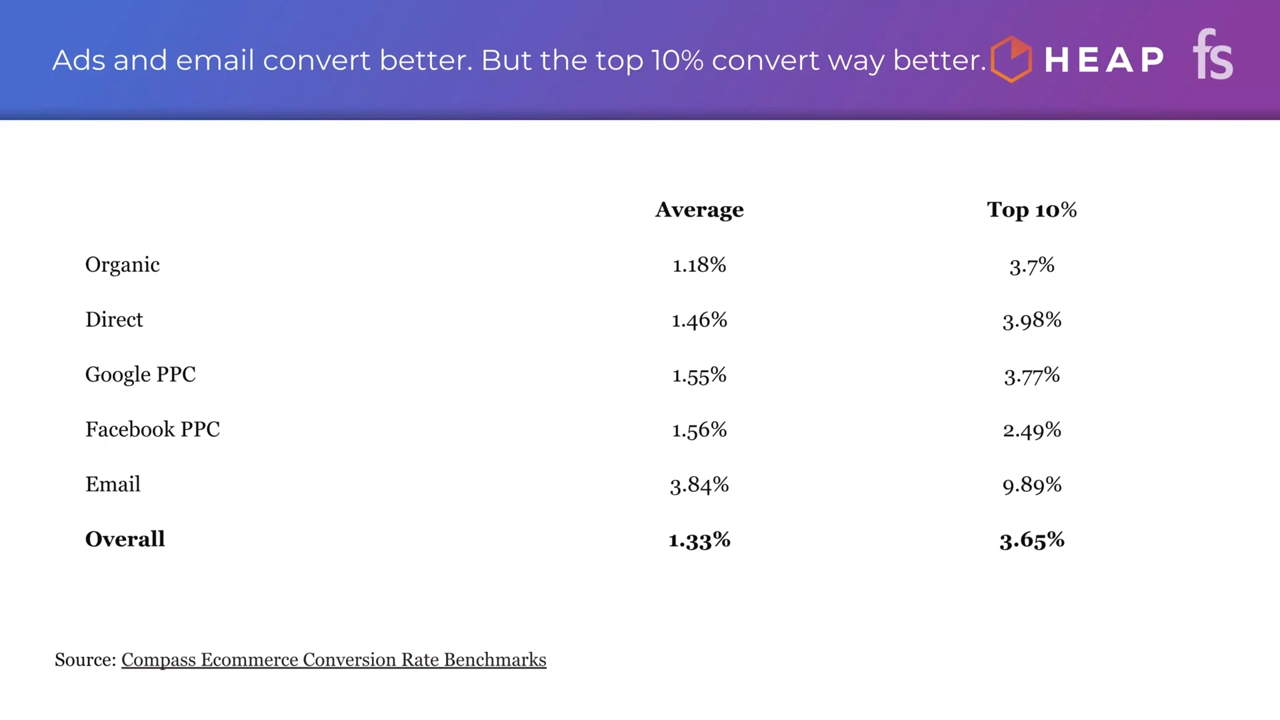 Ads and email convert better. But the top 10% convert way better. HEAP fs
Average Top 10%
Organic 1.18% 3.7%
Direct 1.46% 3.98%
Google PPC 1.55% 3.77%
Facebook PPC 1.56% 2.49%
Email 3.84% 9.89%
Overall 1.33% 3.65%
Source: Compass Ecommerce Conversion Rate Benchmarks